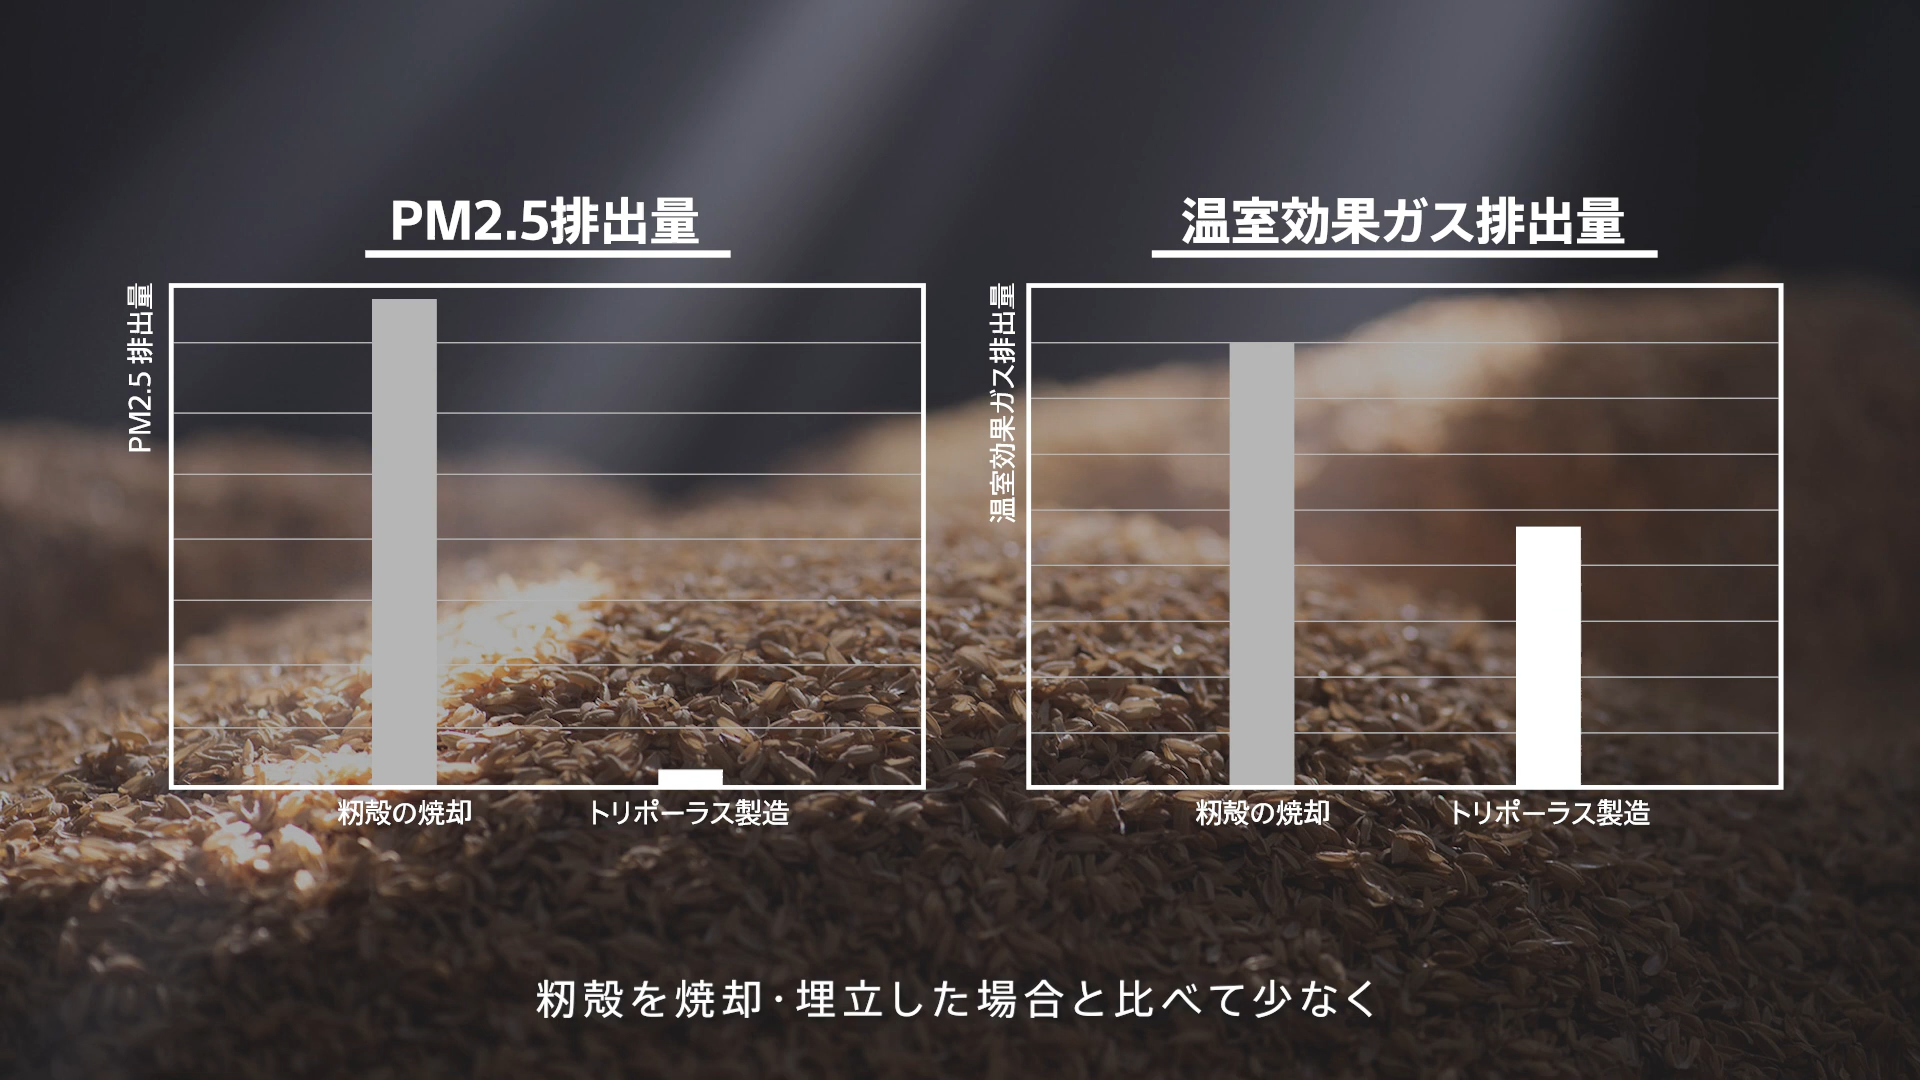 PM2.5排出量
PM2.5 排出量
籾殻の焼却
トリポーラス製造
温室効果ガス排出量
温室効果ガス排出量
籾殻の焼却
トリポーラス製造
籾殻を焼却･埋立した場合と比べて少なく